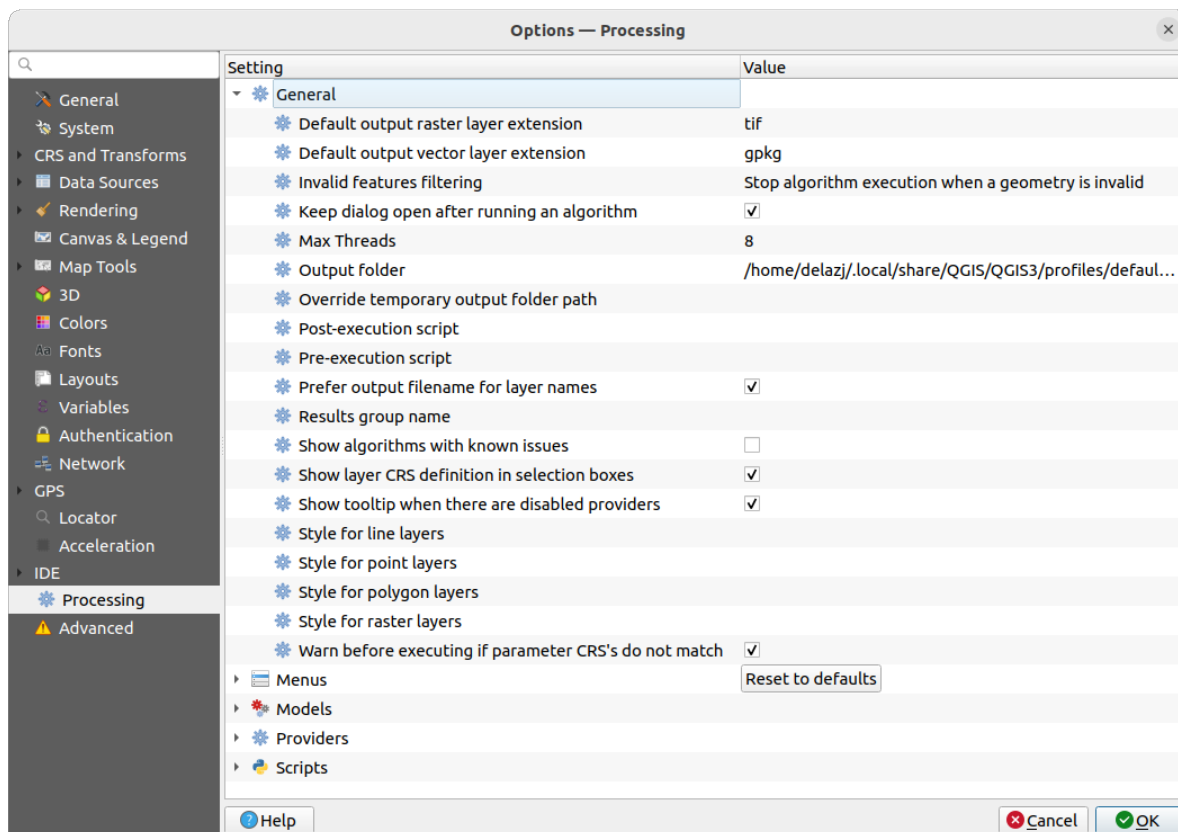 Options — Processing
General
System
CRS and Transforms
Data Sources
Rendering
Canvas & Legend
Map Tools
3D
Colors
Aa Fonts
Layouts
Variables
Authentication
Network
GPS
Locator
Acceleration
IDE
Processing
Advanced
Setting Value
General
Default output raster layer extension tif
Default output vector layer extension gpkg
Invalid features filtering Stop algorithm execution when a geometry is invalid
Keep dialog open after running an algorithm
Max Threads 8
Output folder /home/delazj/.local/share/QGIS/QGIS3/profiles/defaul...
Override temporary output folder path
Post-execution script
Pre-execution script
Prefer output filename for layer names
Results group name
Show algorithms with known issues
Show layer CRS definition in selection boxes
Show tooltip when there are disabled providers
Style for line layers
Style for point layers
Style for polygon layers
Style for raster layers
Warn before executing if parameter CRS's do not match
Menus Reset to defaults
Models
Providers
Scripts
Help Cancel OK